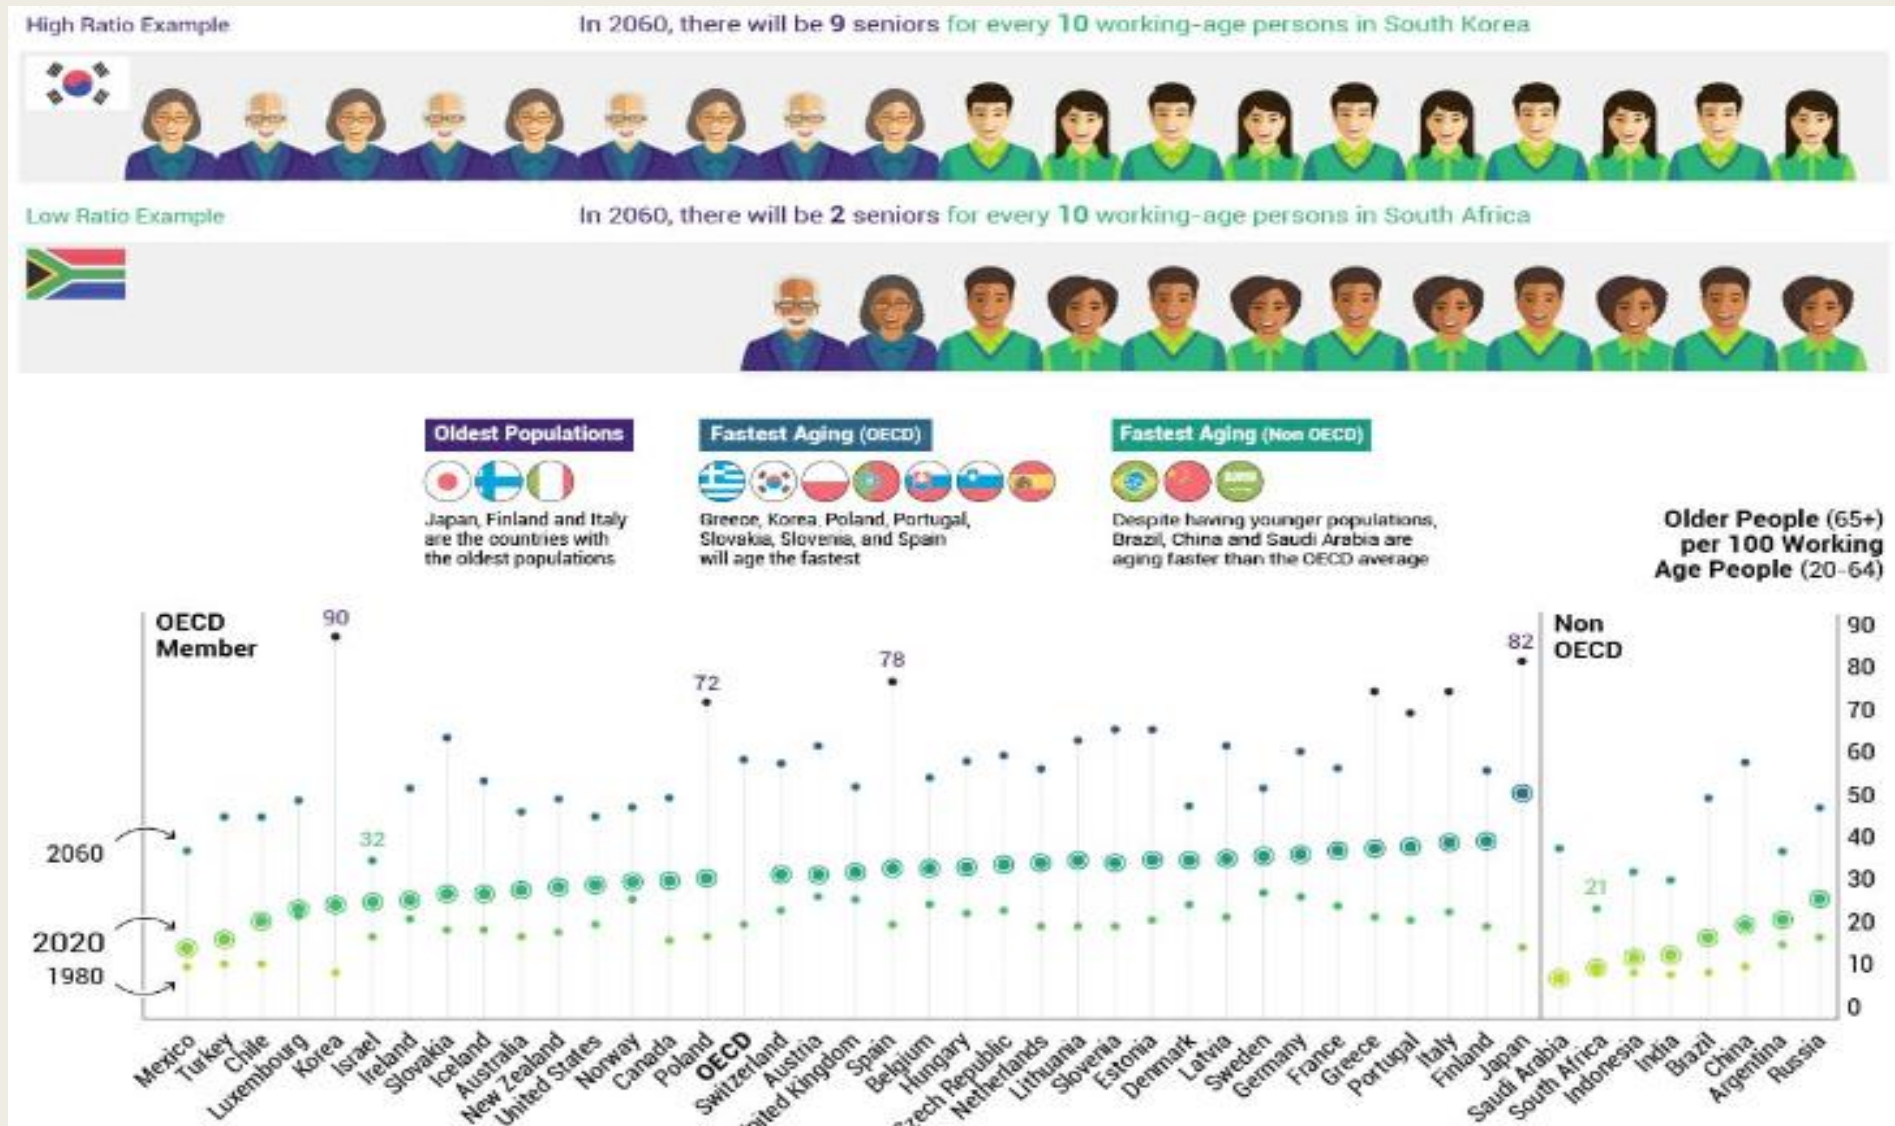 High Ratio Example
In 2060, there will be 9 seniors for every 10 working-age persons in South Korea
Low Ratio Example
In 2060, there will be 2 seniors for every 10 working-age persons in South Africa
Oldest Populations
Japan, Finland and Italy
are the countries with
the oldest populations
Fastest Aging (OECD)
Greece, Korea, Poland, Portugal,
Slovakia, Slovenia, and Spain
will age the fastest
Fastest Aging (Non OECD)
Despite having younger populations,
Brazil, China and Saudi Arabia are
aging faster than the OECD average
Older People (65+)
per 100 Working
Age People (20-64)
OECD
Member
Non
OECD
90
72
78
82
32
21
90
80
70
60
50
40
30
20
10
0
2060
2020
1980
Mexico
Turkey
Chile
Luxembourg
Korea
Israel
Ireland
Slovakia
Iceland
Australia
New Zealand
United States
Norway
Canada
Poland
OECD
Switzerland
Austria
Kingdom
Spain
Belgium
Hungary
Republic
Netherlands
Lithuania
Slovenia
Estonia
Denmark
Latvia
Sweden
Germany
France
Greece
Portugal
Italy
Finland
Japan
Saudi Arabia
South Africa
Indonesia
India
Brazil
China
Argentina
Russia